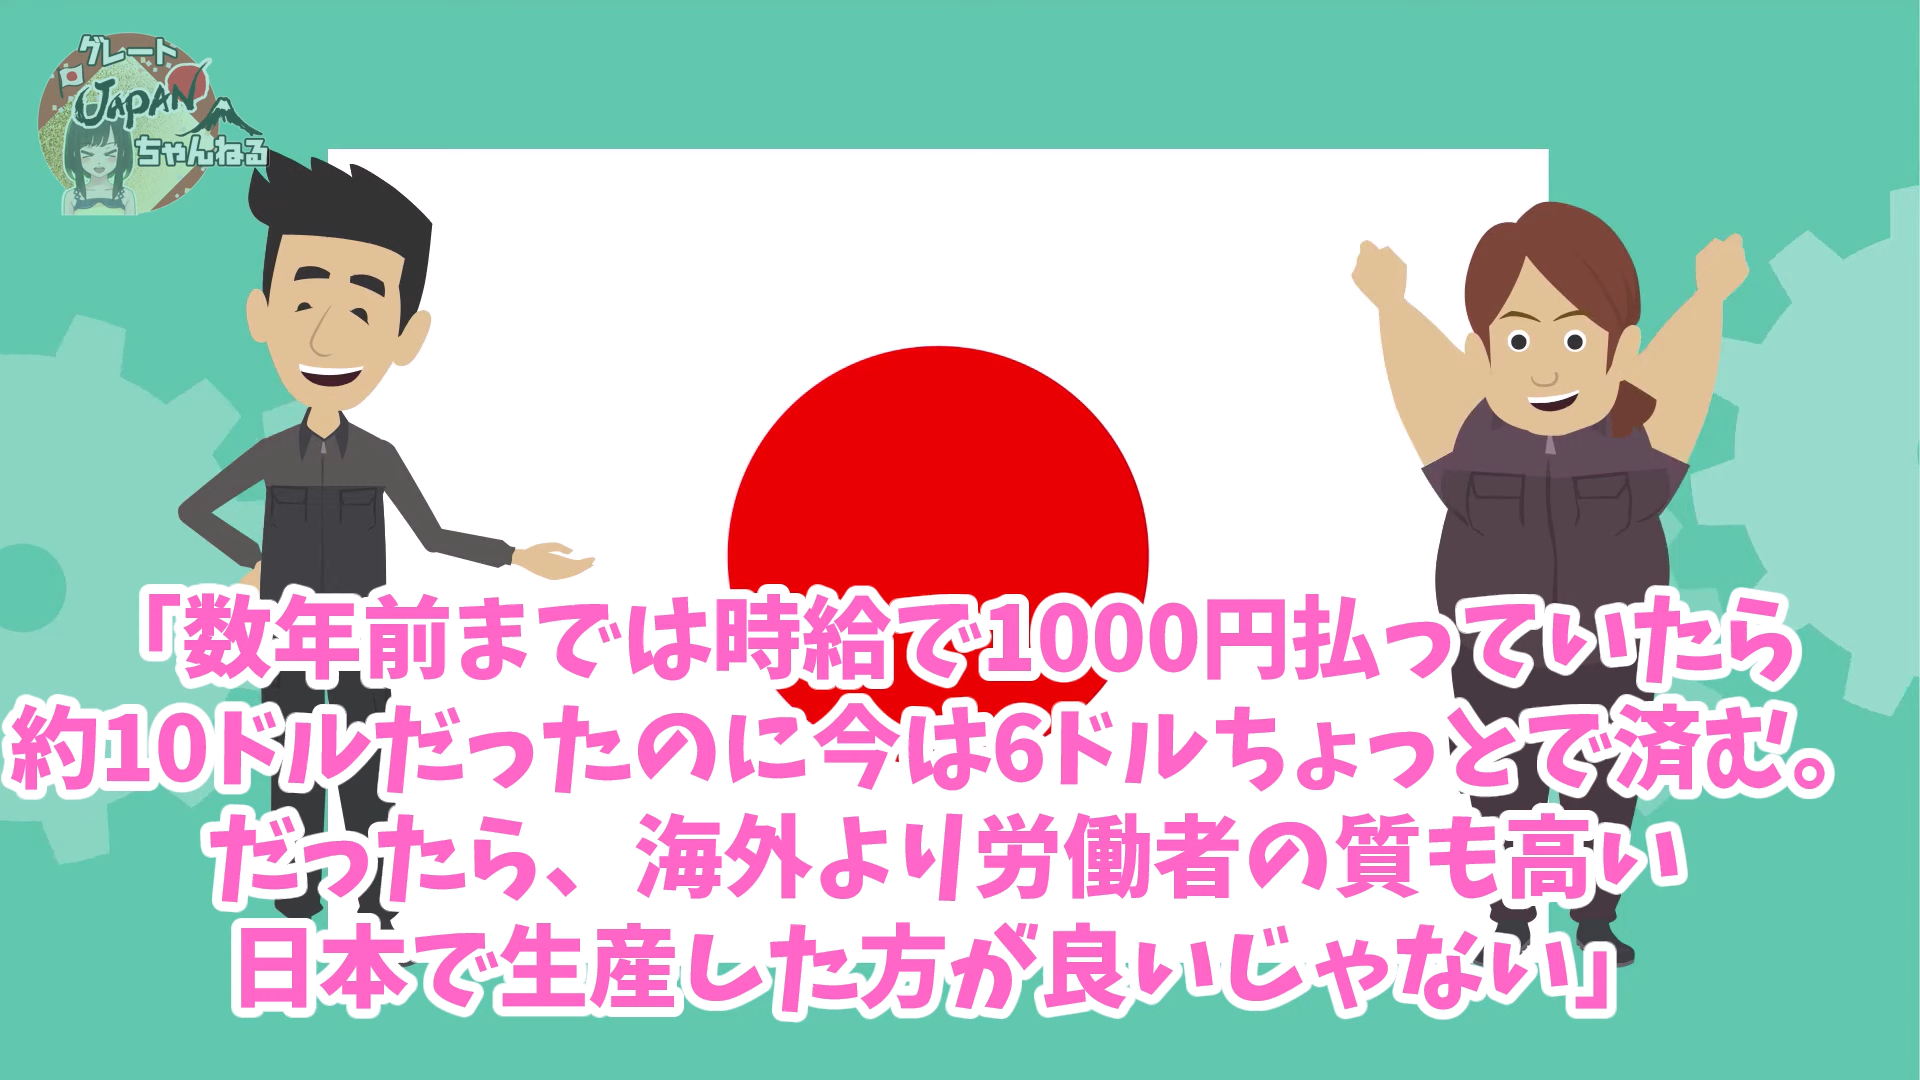 グレート
JAPAN
ちゃんねる
「数年前までは時給で1000円払っていたら
約10ドルだったのに今は6ドルちょっとで済む。
だったら、海外より労働者の質も高い
日本で生産した方が良いじゃない」